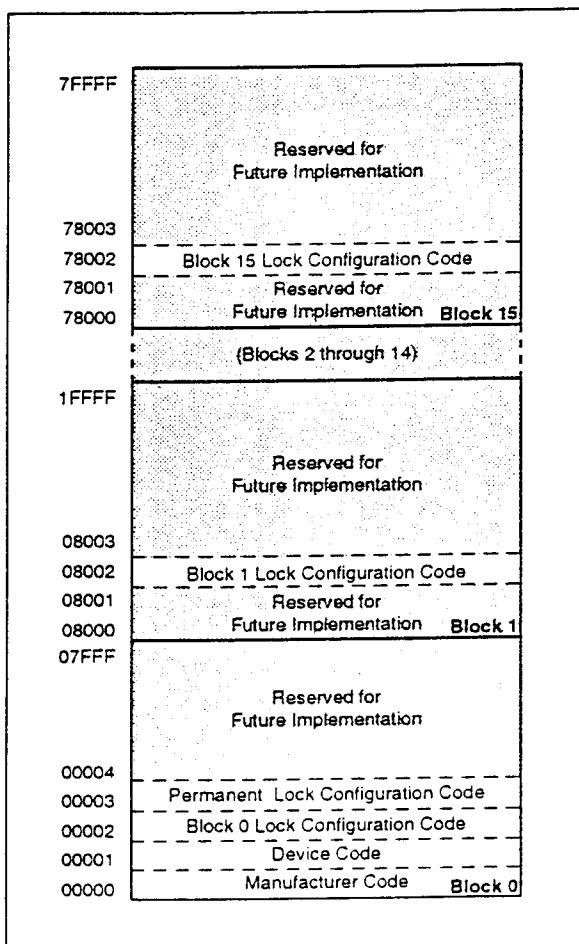 7FFFF
Reserved for
Future Implementation
78003
78002 Block 15 Lock Configuration Code
78001 Reserved for
78000 Future Implementation Block 15
(Blocks 2 through 14)
1FFFF
Reserved for
Future Implementation
08003
08002 Block 1 Lock Configuration Code
08001 Reserved for
08000 Future Implementation Block 1
07FFF
Reserved for
Future Implementation
00004
00003 Permanent Lock Configuration Code
00002 Block 0 Lock Configuration Code
00001 Device Code
00000 Manufacturer Code Block 0